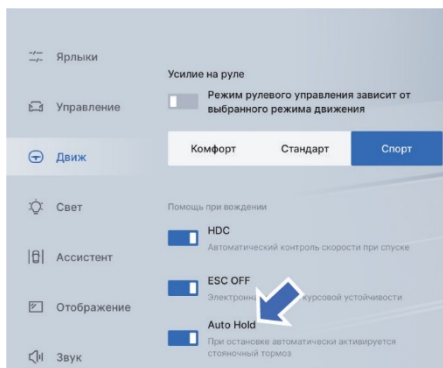 Ярлыки
Управление
Движ
Свет
Ассистент
Отображение
Звук
Усилие на руле
Режим рулевого управления зависит от
выбранного режима движения
Комфорт Стандарт Спорт
Помощь при вождении
HDC
Автоматический контроль скорости при спуске
ESC OFF
курсовой устойчивости
Auto Hold
При остановке автоматически активируется
стояночный тормоз